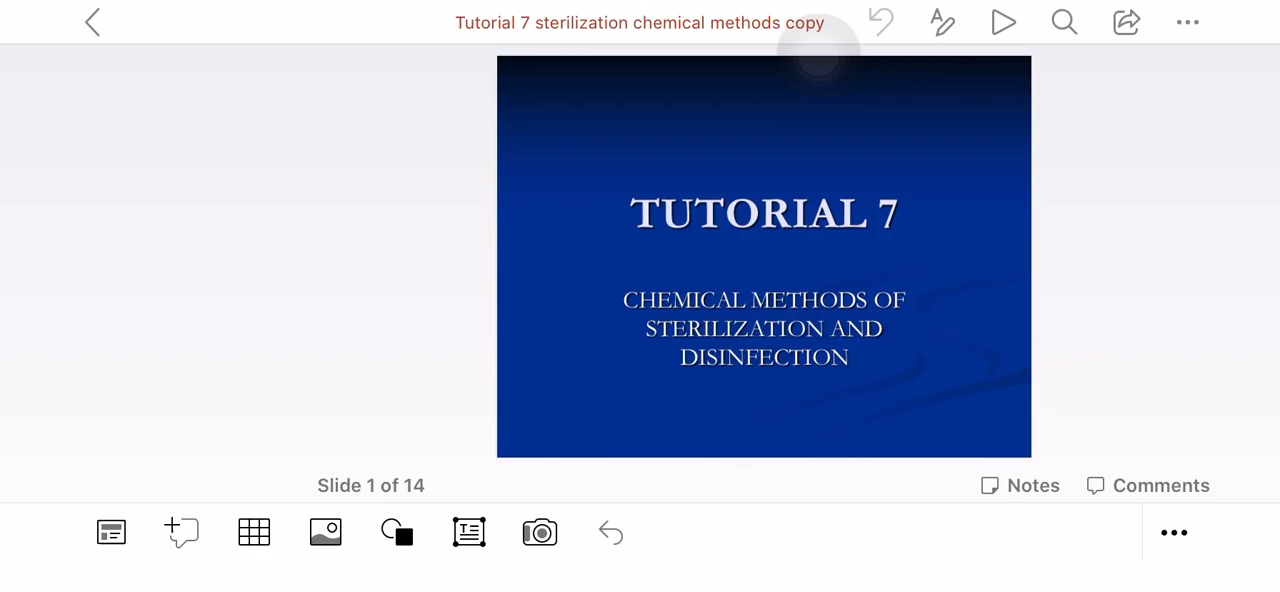 Tutorial 7 sterilization chemical methods copy
TUTORIAL 7
CHEMICAL METHODS OF
STERILIZATION AND
DISINFECTION
Slide 1 of 14
Notes
Comments